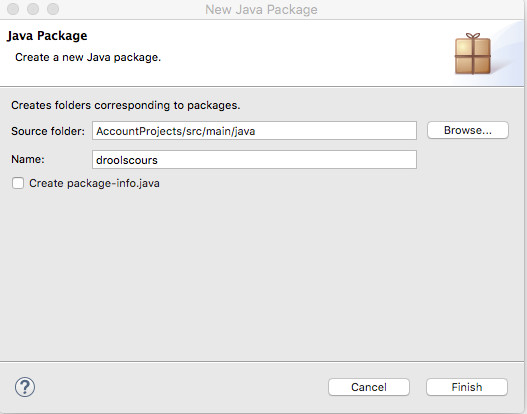 New Java Package
Java Package
Create a new Java package.
Creates folders corresponding to packages.
Source folder: AccountProjects/src/main/java Browse...
Name: droolscours
Create package-info.java
? Cancel Finish